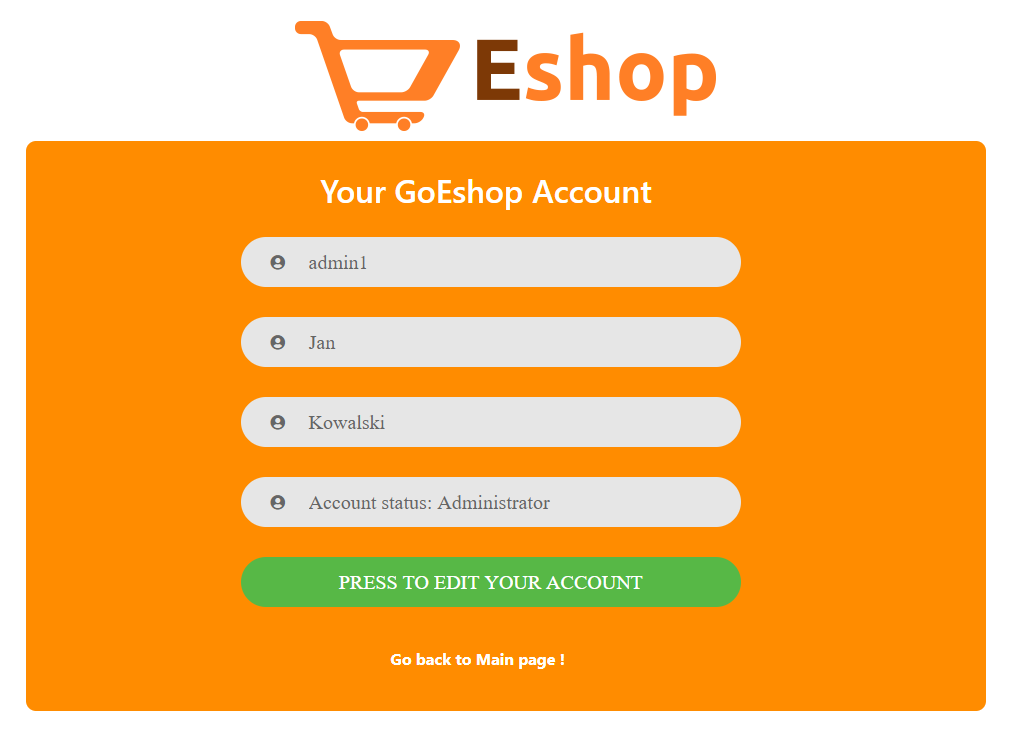 Eshop
Your GoEshop Account
admin1
Jan
Kowalski
Account status: Administrator
PRESS TO EDIT YOUR ACCOUNT
Go back to Main page !